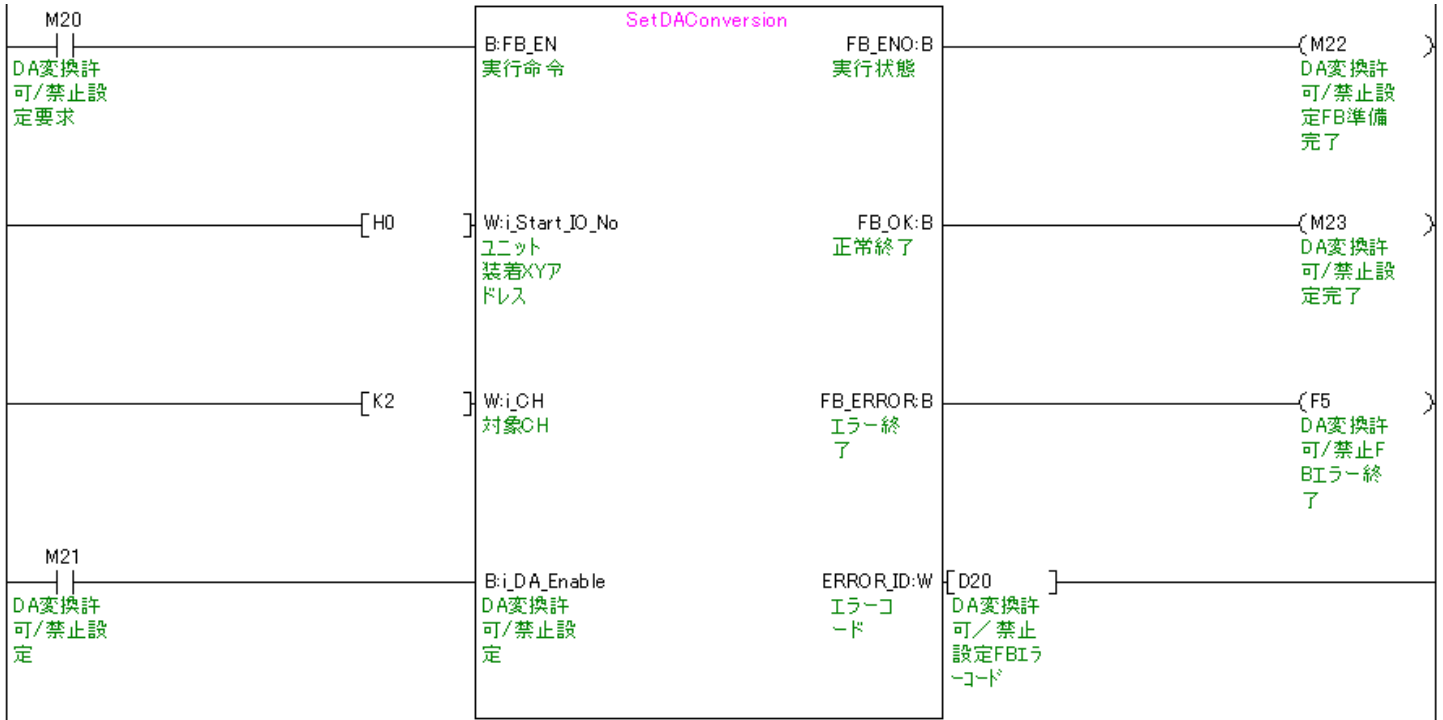 SetDAConversion
M20
B:FB_EN
FB_ENO:B
M22
DA変換許
可/禁止設
定要求
実行命令
実行状態
DA変換許
可/禁止設
定FB準備
完了
H0
W:i_Start_IO_No
FB_OK:B
M23
ユニット
装着XYア
ドレス
正常終了
DA変換許
可/禁止設
定完了
K2
W:i_CH
FB_ERROR:B
F5
対象CH
エラー終
了
DA変換許
可/禁止F
Bエラー終
了
M21
B:i_DA_Enable
ERROR_ID:W
D20
DA変換許
可/禁止設
定
DA変換許
可/禁止設
定
エラーコ
ード
DA変換許
可／禁止
設定FBエラ
ーコード